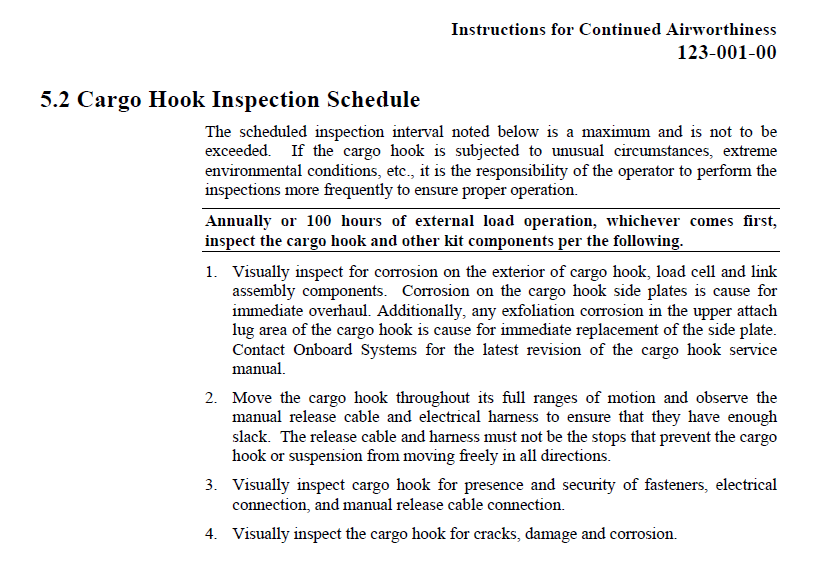 Instructions for Continued Airworthiness
123-001-00
5.2 Cargo Hook Inspection Schedule
The scheduled inspection interval noted below is a maximum and is not to be
exceeded. If the cargo hook is subjected to unusual circumstances, extreme
environmental conditions, etc., it is the responsibility of the operator to perform the
inspections more frequently to ensure proper operation.
Annually or 100 hours of external load operation, whichever comes first,
inspect the cargo hook and other kit components per the following.
1. Visually inspect for corrosion on the exterior of cargo hook, load cell and link
assembly components. Corrosion on the cargo hook side plates is cause for
immediate overhaul. Additionally, any exfoliation corrosion in the upper attach
lug area of the cargo hook is cause for immediate replacement of the side plate.
Contact Onboard Systems for the latest revision of the cargo hook service
manual.
2. Move the cargo hook throughout its full ranges of motion and observe the
manual release cable and electrical harness to ensure that they have enough
slack. The release cable and harness must not be the stops that prevent the cargo
hook or suspension from moving freely in all directions.
3. Visually inspect cargo hook for presence and security of fasteners, electrical
connection, and manual release cable connection.
4. Visually inspect the cargo hook for cracks, damage and corrosion.